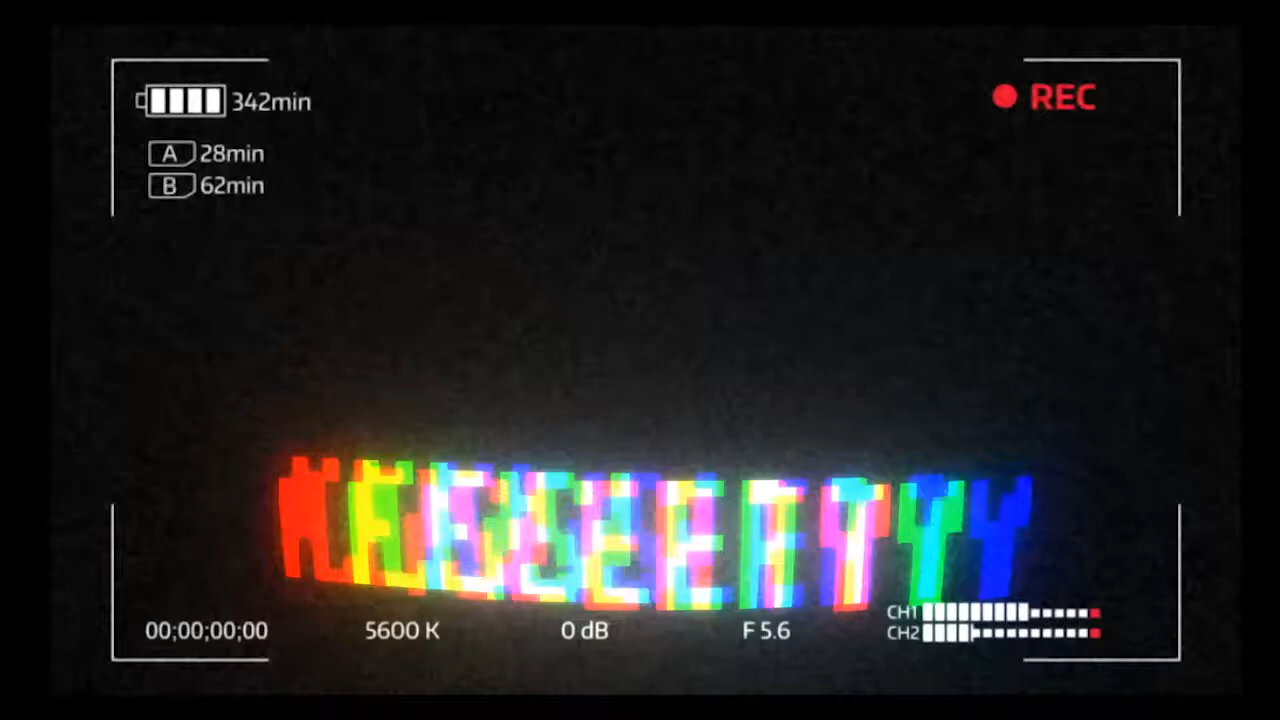 342min
REC
A 28min
B 62min
00;00;00;00
5600 K
0 dB
F 5.6
CH1
CH2